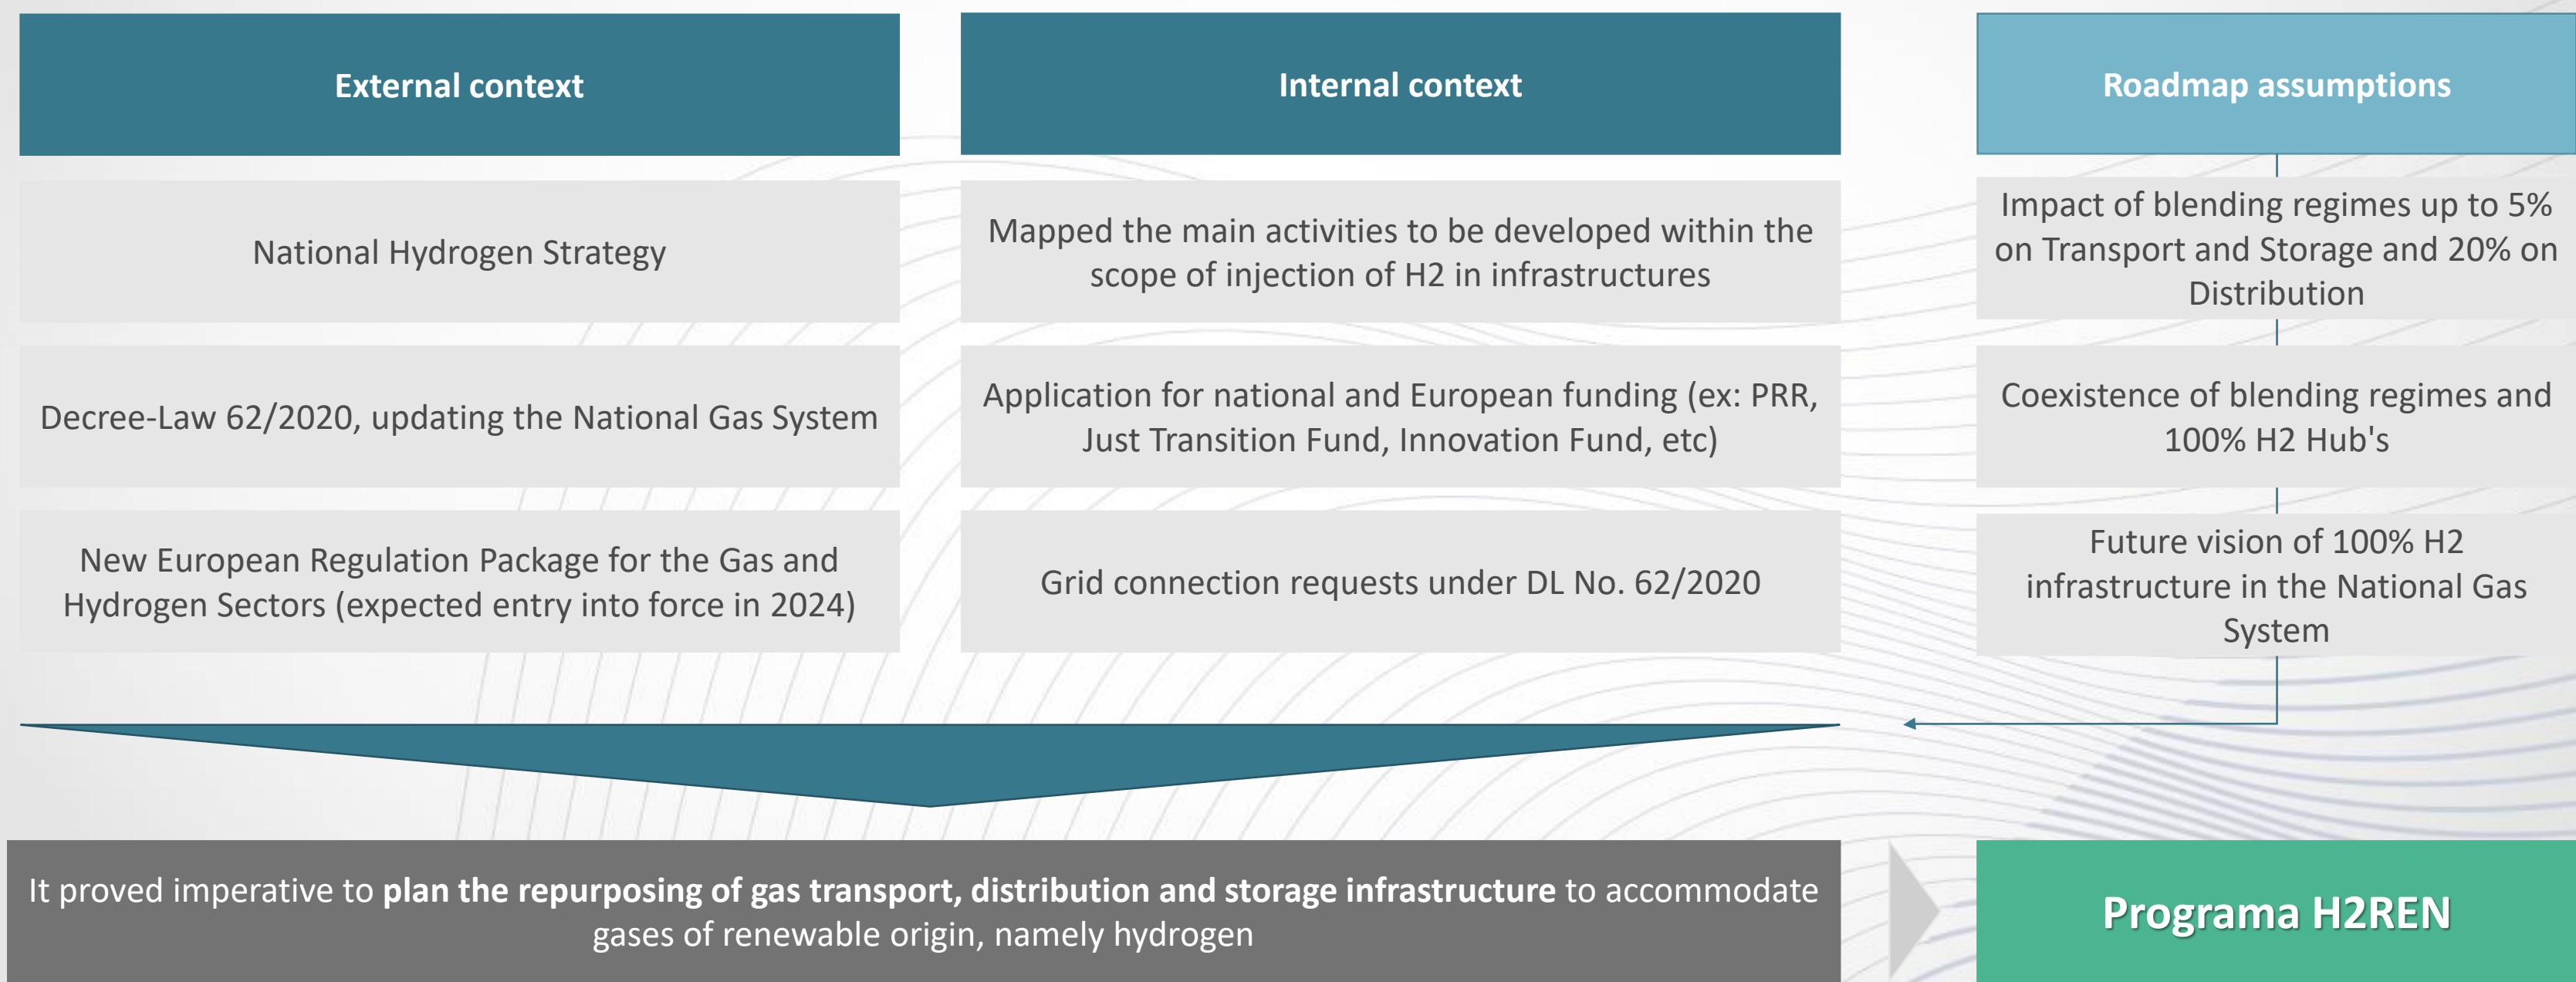 External context
National Hydrogen Strategy
Decree-Law 62/2020, updating the National Gas System
New European Regulation Package for the Gas and
Hydrogen Sectors (expected entry into force in 2024)
Internal context
Mapped the main activities to be developed within the
scope of injection of H2 in infrastructures
Application for national and European funding (ex: PRR,
Just Transition Fund, Innovation Fund, etc)
Grid connection requests under DL No. 62/2020
Roadmap assumptions
Impact of blending regimes up to 5%
on Transport and Storage and 20% on
Distribution
Coexistence of blending regimes and
100% H2 Hub's
Future vision of 100% H2
infrastructure in the National Gas
System
It proved imperative to plan the repurposing of gas transport, distribution and storage infrastructure to accommodate
gases of renewable origin, namely hydrogen
Programa H2REN